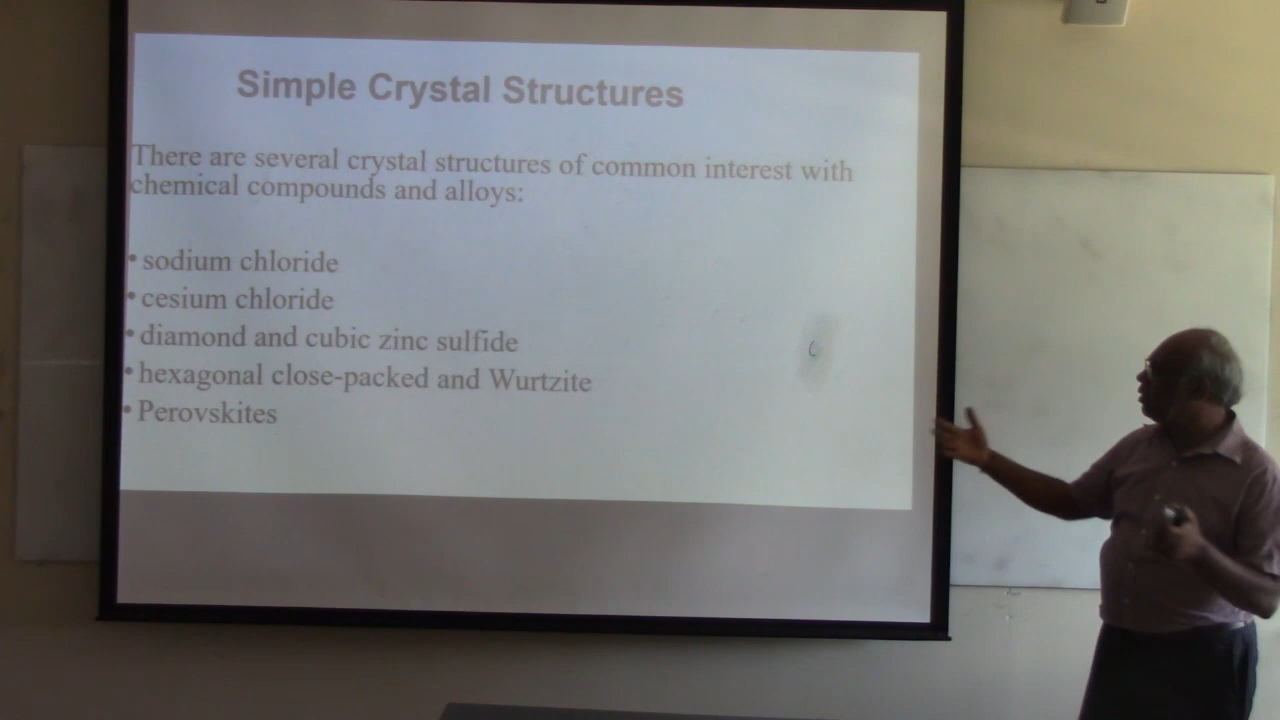 Simple Crystal Structures
There are several crystal structures of common interest with
chemical compounds and alloys:
• sodium chloride
• cesium chloride
• diamond and cubic zinc sulfide
• hexagonal close-packed and Wurtzite
• Perovskites